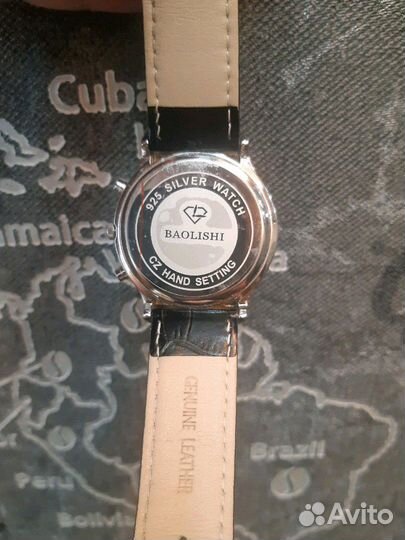 Cuba
Jamaica
925 SILVER WATCH
BAOLISHI
CZ HAND SETTING
GENUINE LEATHER
Peru
Brazil
Bolivia
Avito